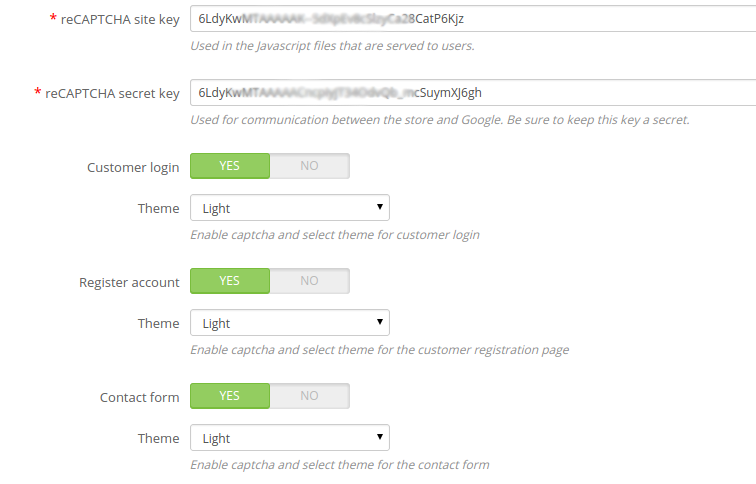 * reCAPTCHA site key 6LdyKw CatP6Kjz
Used in the Javascript files that are served to users.
* reCAPTCHA secret key 6LdyK cSuymXJ6gh
Used for communication between the store and Google. Be sure to keep this key a secret.
Customer login YES NO
Theme Light
Enable captcha and select theme for customer login
Register account YES NO
Theme Light
Enable captcha and select theme for the customer registration page
Contact form YES NO
Theme Light
Enable captcha and select theme for the contact form